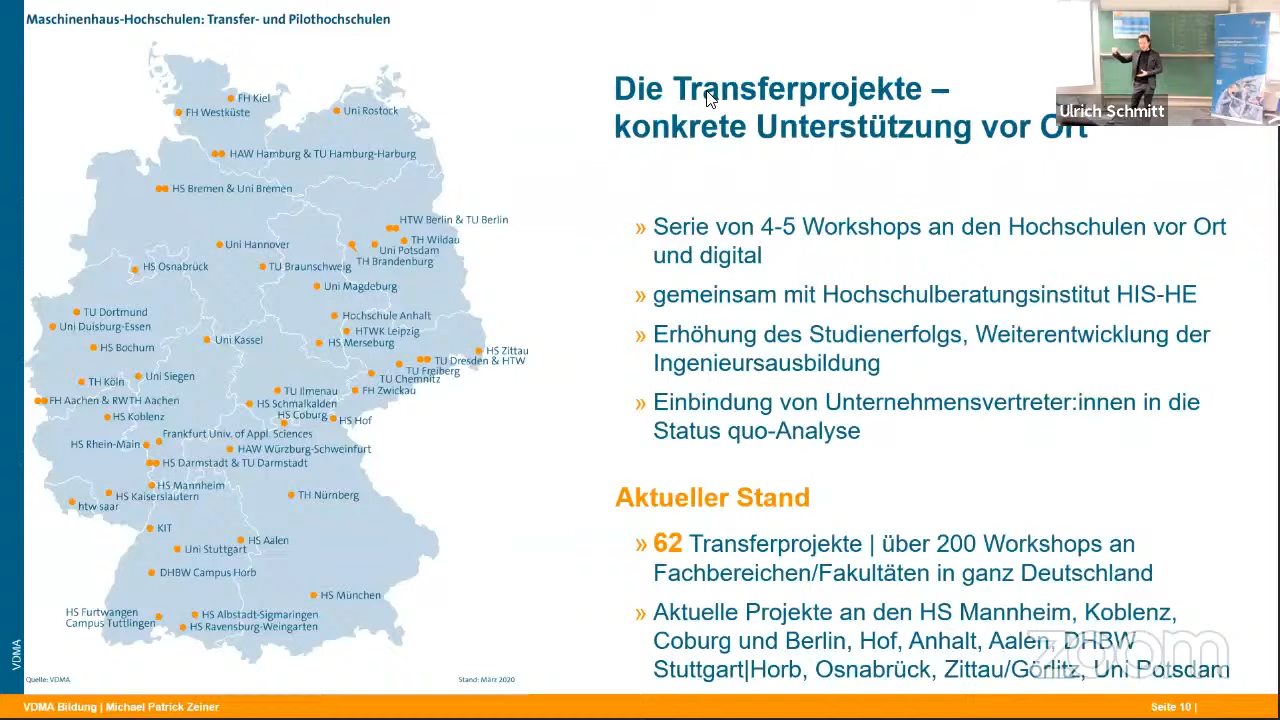 Maschinenhaus-Hochschulen: Transfer- und Pilothochschulen
FH Kiel
FH Westküste
Uni Rostock
HAW Hamburg & TU Hamburg-Harburg
HS Bremen & Uni Bremen
HTW Berlin & TU Berlin
TH Wildau
Uni Potsdam
TH Brandenburg
Uni Hannover
HS Osnabrück
TU Braunschweig
Uni Magdeburg
TU Dortmund
Uni Duisburg-Essen
HS Bochum
Uni Kassel
Hochschule Anhalt
HTWK Leipzig
HS Merseburg
HS Zittau
TU Dresden & HTW
TU Freiberg
TU Chemnitz
FH Zwickau
TH Köln
Uni Siegen
TU Ilmenau
HS Schmalkalden
HS Coburg
HS Hof
FH Aachen & RWTH Aachen
HS Koblenz
Frankfurt Univ. of Appl. Sciences
HS Rhein-Main
HAW Würzburg-Schweinfurt
HS Darmstadt & TU Darmstadt
HS Mannheim
HS Kaiserslautern
htw saar
TH Nürnberg
KIT
HS Aalen
Uni Stuttgart
DHBW Campus Horb
HS München
HS Furtwangen
Campus Tuttlingen
HS Albstadt-Sigmaringen
HS Ravensburg-Weingarten
Quelle: VDMA
Stand: März 2020
VDMA
Die Transferprojekte –
konkrete Unterstützung vor Ort
Ulrich Schmitt
» Serie von 4-5 Workshops an den Hochschulen vor Ort
und digital
» gemeinsam mit Hochschulberatungsinstitut HIS-HE
» Erhöhung des Studienerfolgs, Weiterentwicklung der
Ingenieursausbildung
» Einbindung von Unternehmensvertreter:innen in die
Status quo-Analyse
Aktueller Stand
» 62 Transferprojekte | über 200 Workshops an
Fachbereichen/Fakultäten in ganz Deutschland
» Aktuelle Projekte an den HS Mannheim, Koblenz,
Coburg und Berlin, Hof, Anhalt, Aalen, DHBW
Stuttgart|Horb, Osnabrück, Zittau/Görlitz, Uni Potsdam
zoom
VDMA Bildung | Michael Patrick Zeiner
Seite 10 |